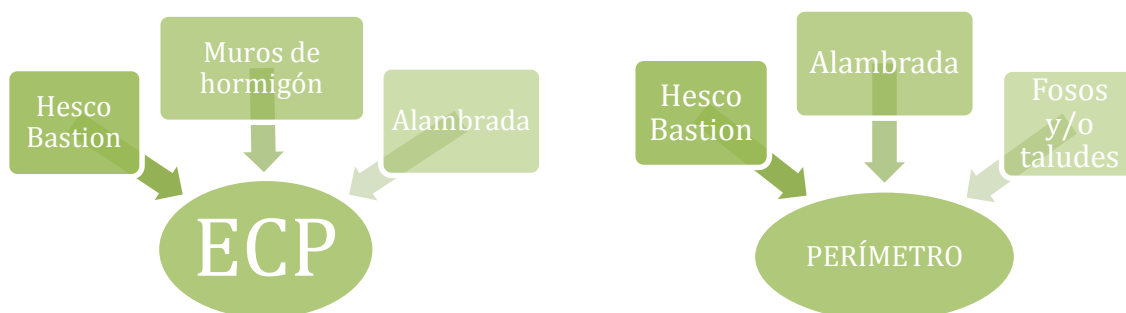 Hesco
Bastion
Muros de
hormigón
Alambrada
ECP
Hesco
Bastion
Alambrada
Fosos
y/o
taludes
PERÍMETRO